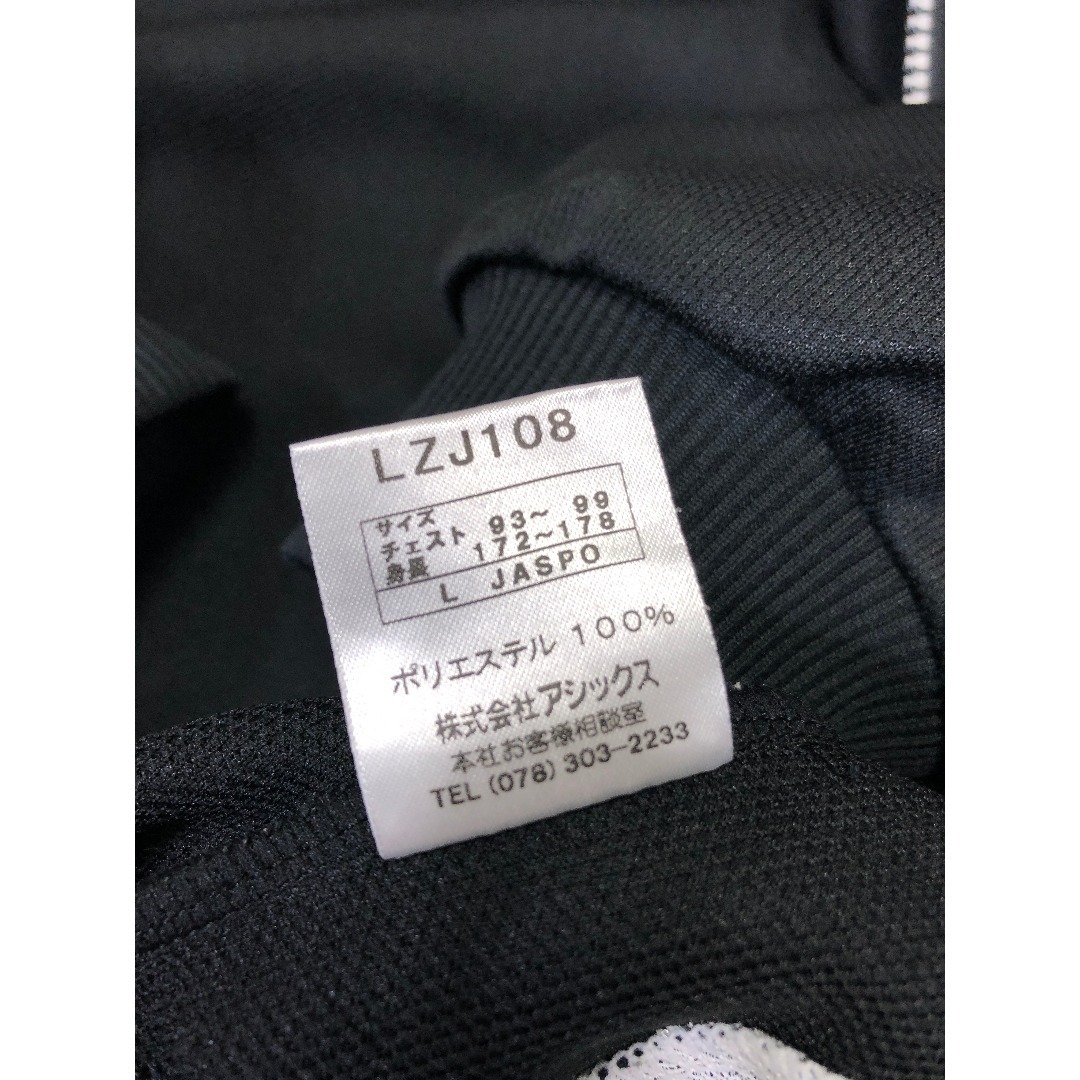 LZJ108
サイズ
チェスト 93～ 99
身長 172～178
L JASPO
ポリエステル 100%
株式会社アシックス
本社お客様相談室
TEL (078) 303-2233